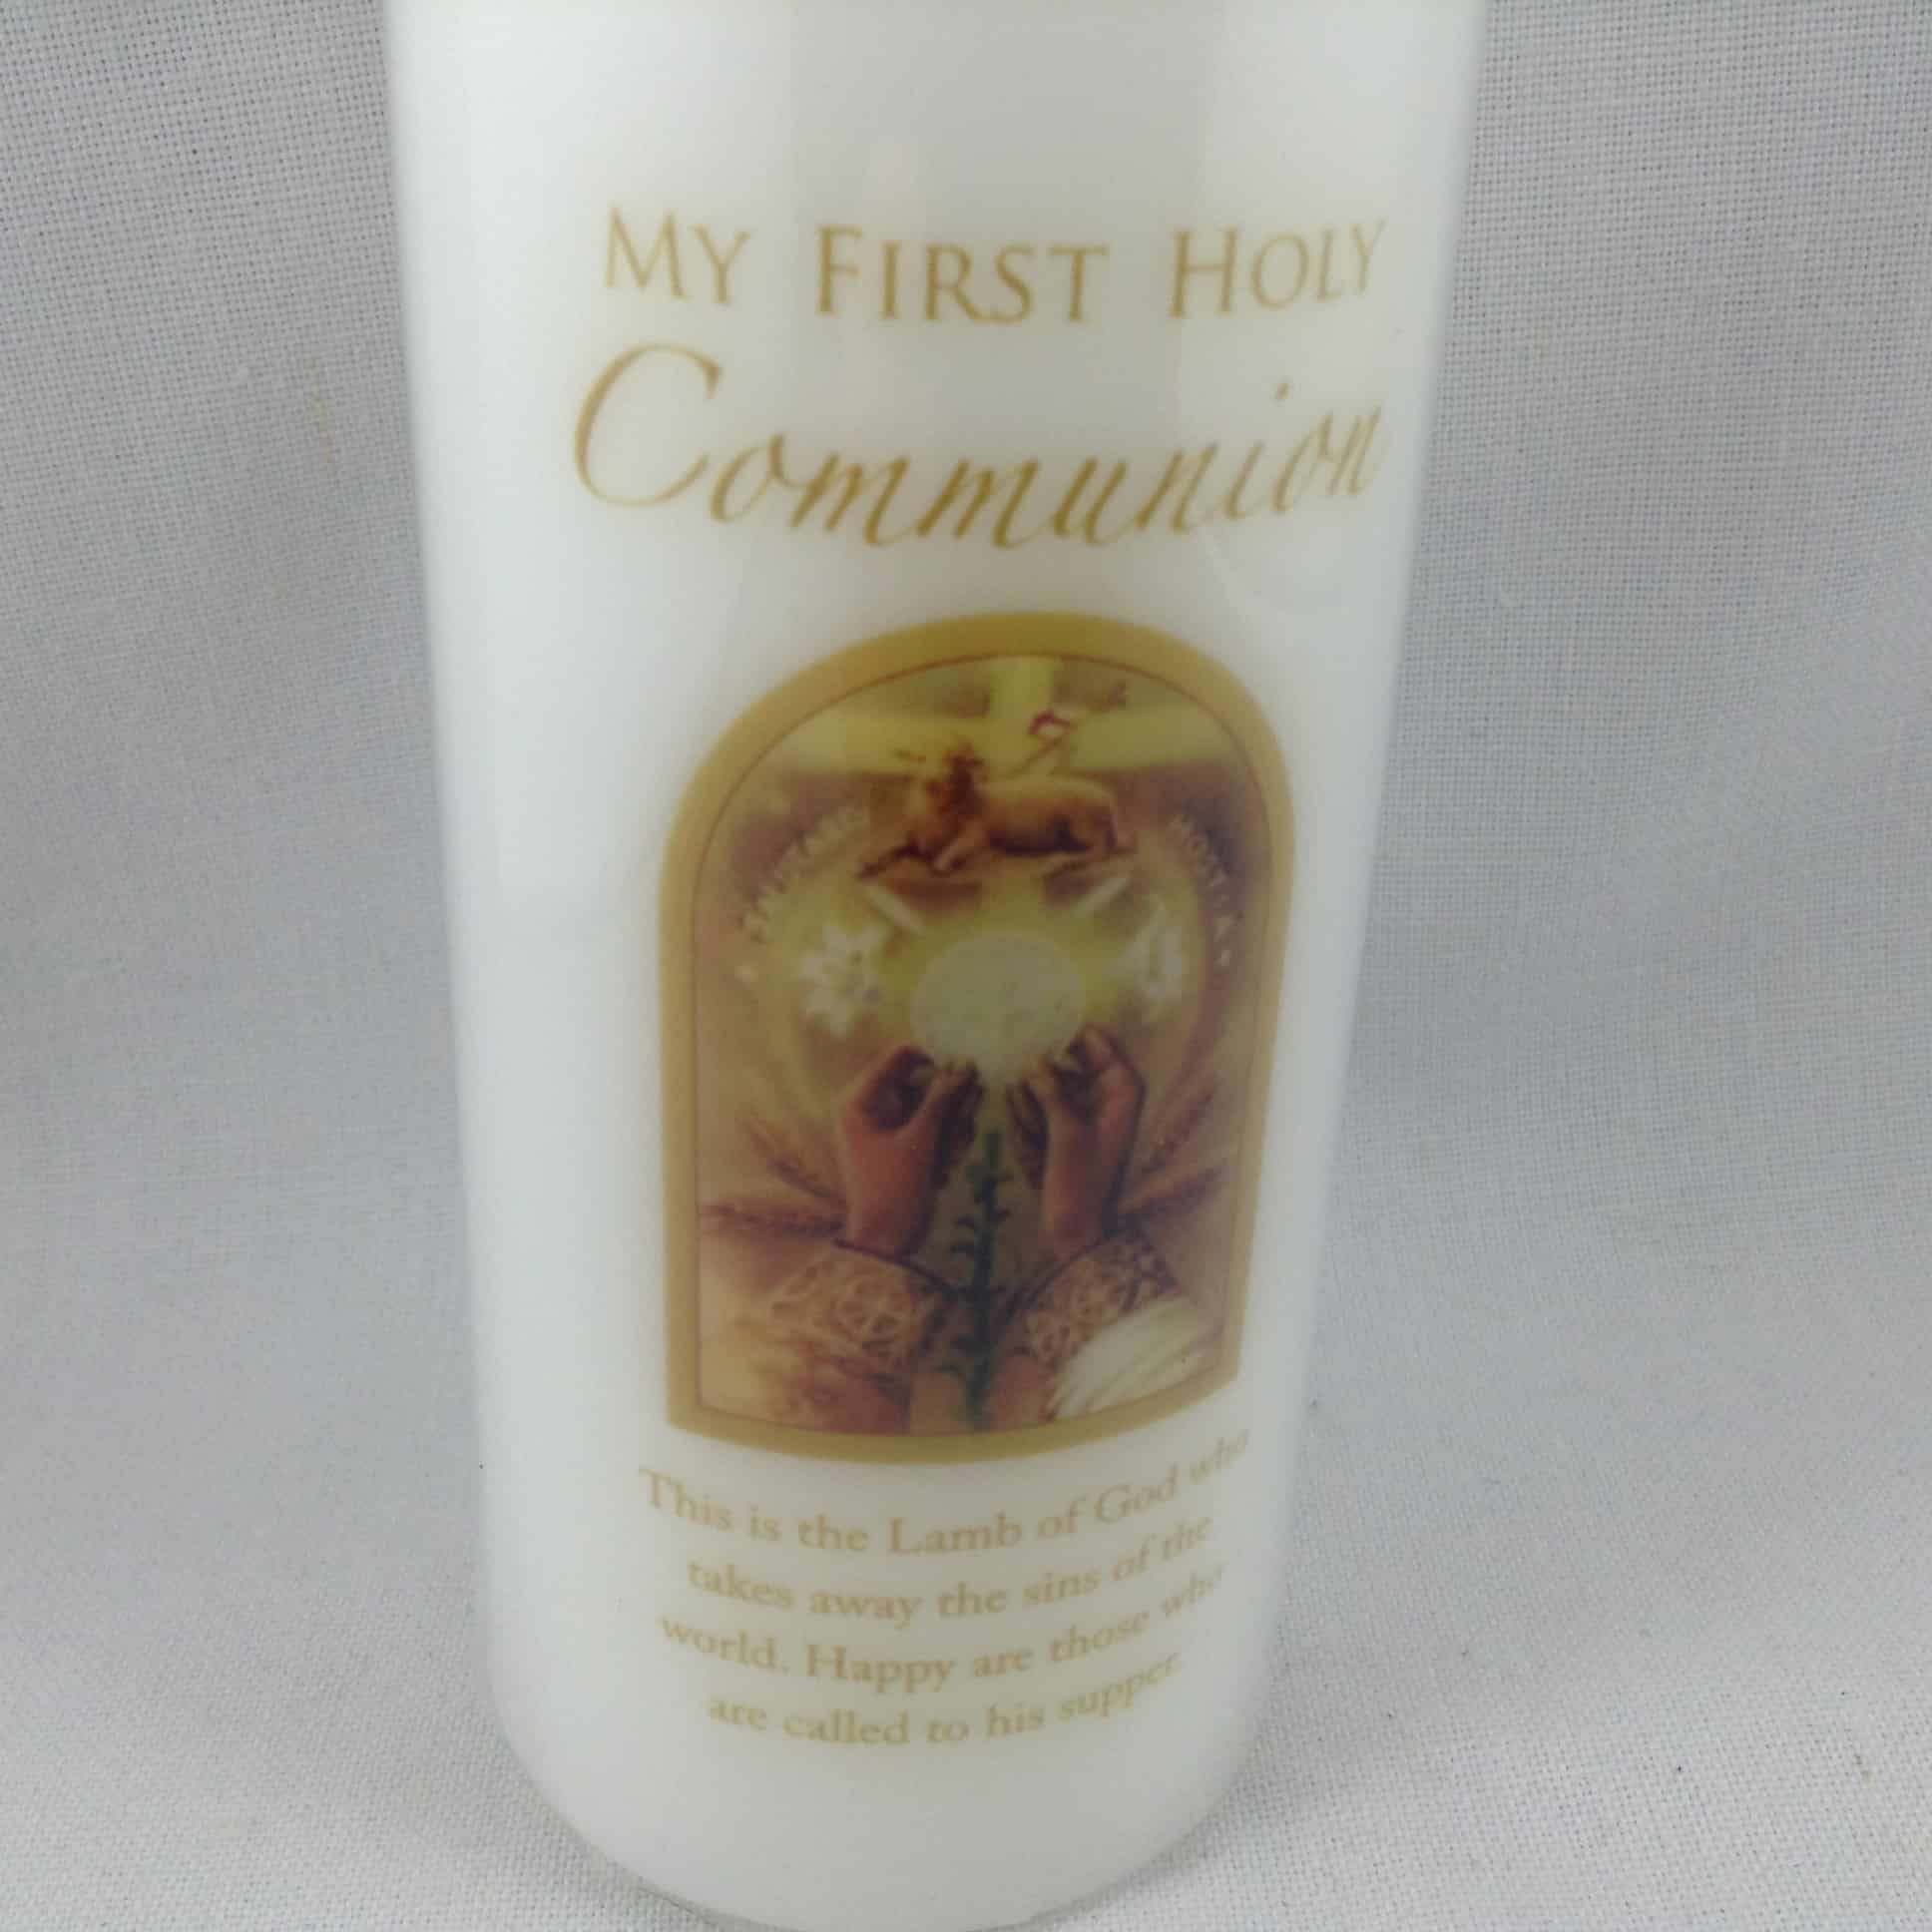 MY FIRST HOLY
Communion
HOSTIAM
This is the Lamb of God who
takes away the sins of the
world. Happy are those who
are called to his supper.